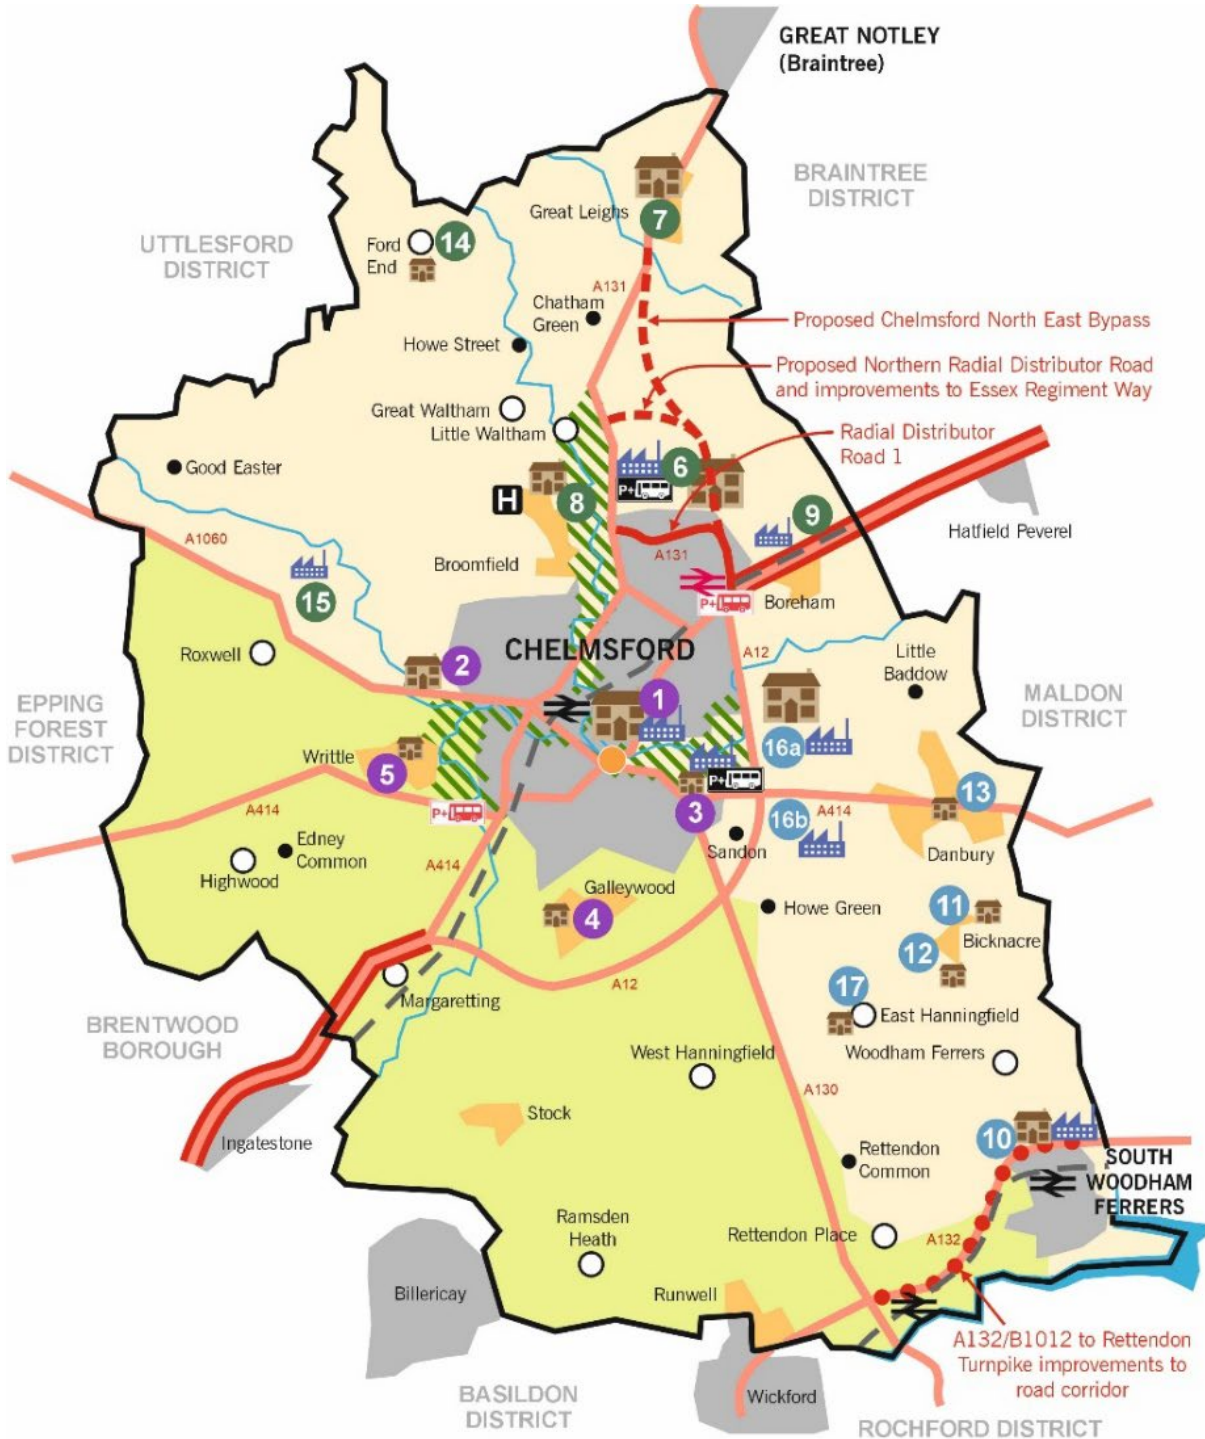 GREAT NOTLEY
(Braintree)
BRAINTREE
DISTRICT
Great Leighs
7
UTTLESFORD
DISTRICT
Ford
End
14
A131
Chatham
Green
Proposed Chelmsford North East Bypass
Howe Street
Proposed Northern Radial Distributor Road
and improvements to Essex Regiment Way
Great Waltham
Little Waltham
Radial Distributor
Road 1
Good Easter
6
P+
H
8
9
Hatfield Peverel
A1060
A131
Broomfield
15
P+
Boreham
Roxwell
CHELMSFORD
A12
Little
Baddow
2
EPPING
FOREST
DISTRICT
MALDON
DISTRICT
1
16a
Writtle
5
P+
13
A414
P+
3
16b
A414
Sandon
Edney
Common
Highwood
A414
Danbury
Galleywood
4
Howe Green
11
Bicknacre
12
A12
17
Margaretting
East Hanningfield
BRENTWOOD
BOROUGH
West Hanningfield
Woodham Ferrers
A130
Stock
Ingatestone
10
Rettendon
Common
SOUTH
WOODHAM
FERRERS
Ramsden
Heath
Rettendon Place
A132
Billericay
Runwell
A132/B1012 to Rettendon
Turnpike improvements to
road corridor
Wickford
BASILDON
DISTRICT
ROCHFORD DISTRICT